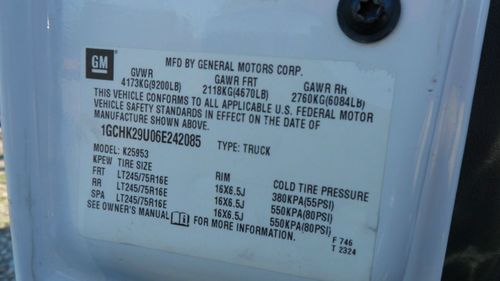 GM
MFD BY GENERAL MOTORS CORP.
GVWR GAWR FRT GAWR RR
4173KG(9200LB) 2118KG(4670LB) 2760KG(6084LB)
THIS VEHICLE CONFORMS TO ALL APPLICABLE U.S. FEDERAL MOTOR
VEHICLE SAFETY STANDARDS IN EFFECT ON THE DATE OF
MANUFACTURE SHOWN ABOVE.
1GCHK29U06E242085 TYPE: TRUCK
MODEL: K25953
KPEW TIRE SIZE RIM COLD TIRE PRESSURE
FRT LT245/75R16E 16X6.5J 380KPA(55PSI)
RR LT245/75R16E 16X6.5J 550KPA(80PSI)
SPA LT245/75R16E 16X6.5J 550KPA(80PSI)
SEE OWNER'S MANUAL FOR MORE INFORMATION.
F 746
T 2324